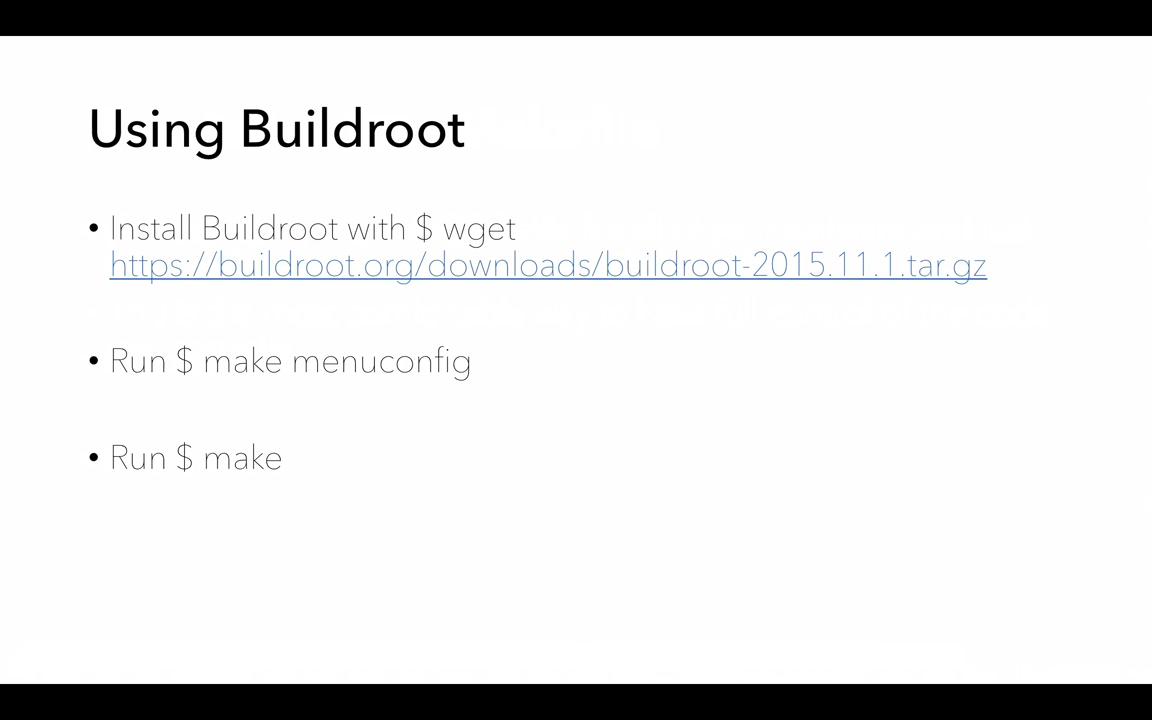 Using Buildroot
• Install Buildroot with $ wget
https://buildroot.org/downloads/buildroot-2015.11.1.tar.gz
• Run $ make menuconfig
• Run $ make